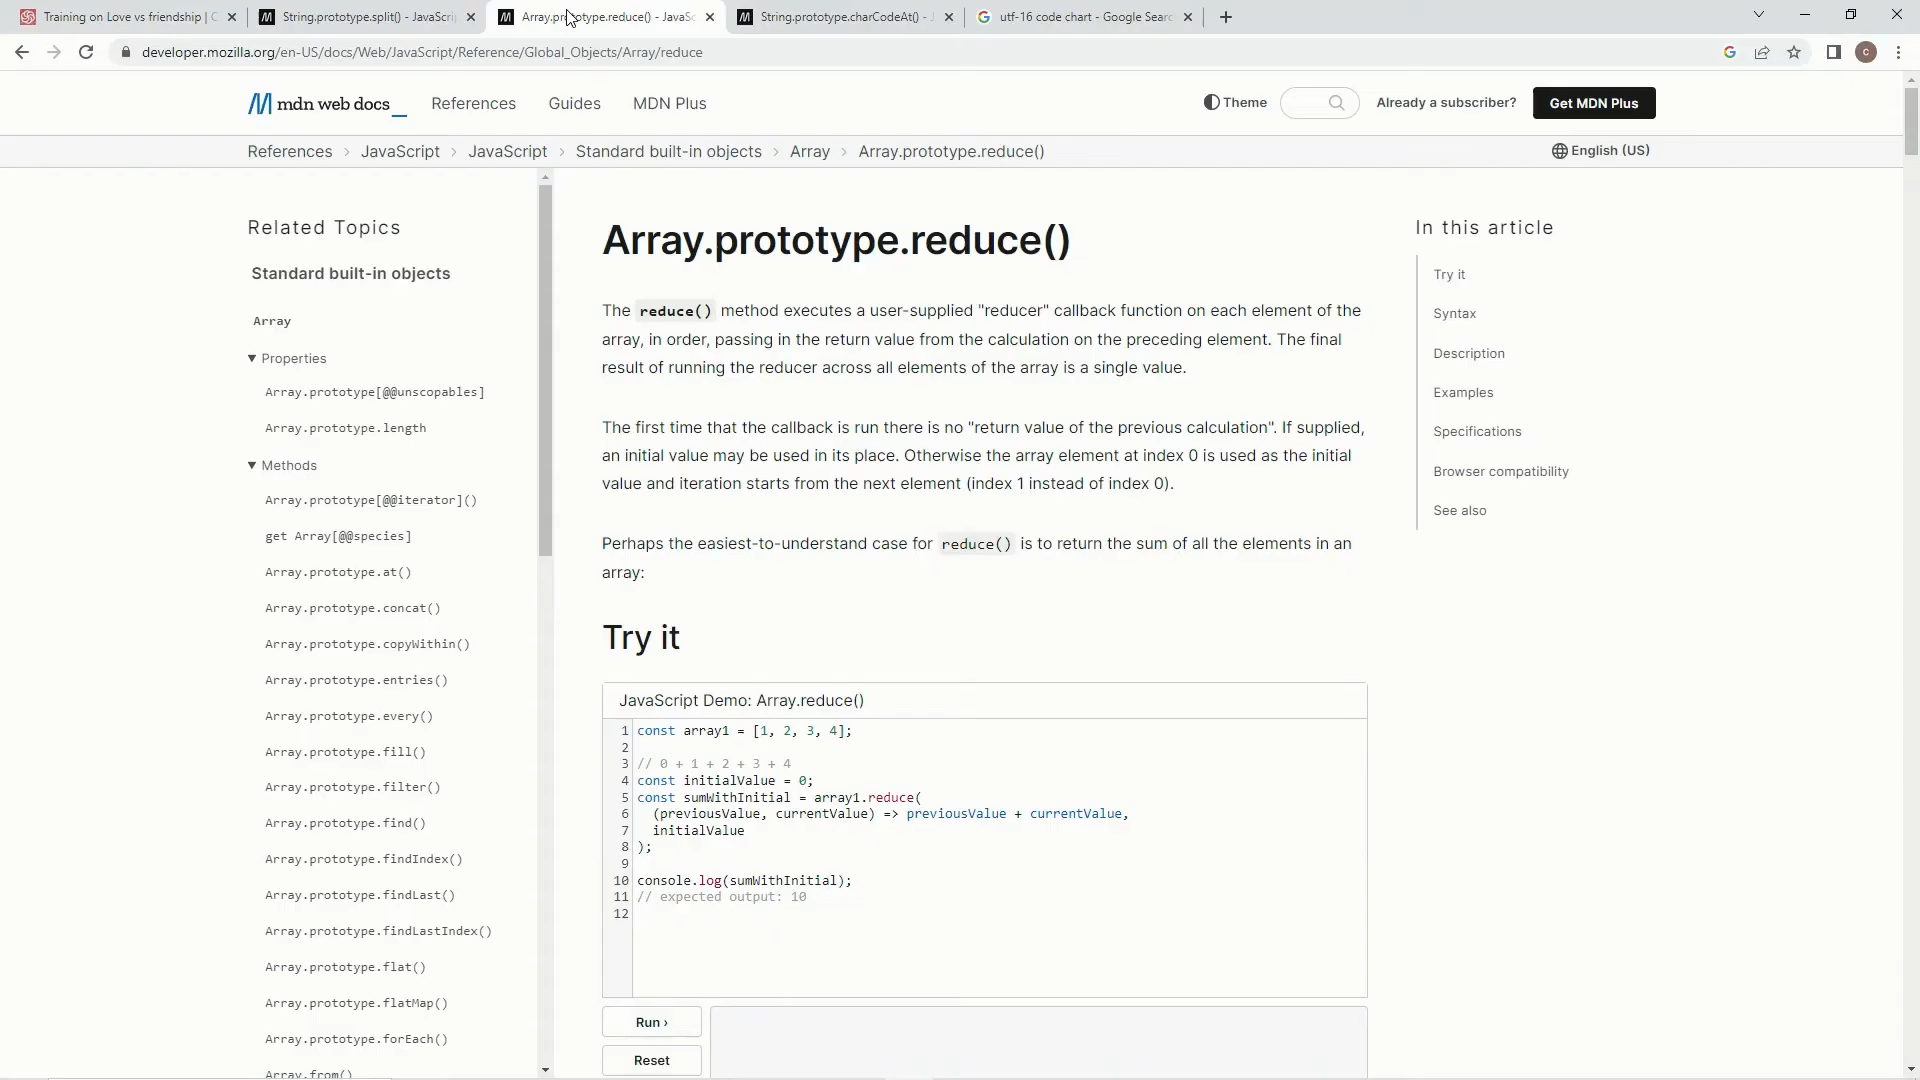 Training on Love vs friendship | C
String.prototype.split() - JavaScri
Array.prototype.reduce() - JavaSc
String.prototype.charCodeAt() - J
utf-16 code chart - Google Searc
developer.mozilla.org/en-US/docs/Web/JavaScript/Reference/Global_Objects/Array/reduce
C
mdn web docs_
References
Guides
MDN Plus
Theme
Already a subscriber?
Get MDN Plus
References > JavaScript > JavaScript > Standard built-in objects > Array > Array.prototype.reduce()
English (US)
Related Topics
Standard built-in objects
Array
▼ Properties
Array.prototype[@@unscopables]
Array.prototype.length
▼ Methods
Array.prototype[@@iterator]()
get Array[@@species]
Array.prototype.at()
Array.prototype.concat()
Array.prototype.copyWithin()
Array.prototype.entries()
Array.prototype.every()
Array.prototype.fill()
Array.prototype.filter()
Array.prototype.find()
Array.prototype.findIndex()
Array.prototype.findLast()
Array.prototype.findLastIndex()
Array.prototype.flat()
Array.prototype.flatMap()
Array.prototype.forEach()
Array.from()
Array.prototype.reduce()
The reduce() method executes a user-supplied "reducer" callback function on each element of the
array, in order, passing in the return value from the calculation on the preceding element. The final
result of running the reducer across all elements of the array is a single value.
The first time that the callback is run there is no "return value of the previous calculation". If supplied,
an initial value may be used in its place. Otherwise the array element at index 0 is used as the initial
value and iteration starts from the next element (index 1 instead of index 0).
Perhaps the easiest-to-understand case for reduce() is to return the sum of all the elements in an
array:
Try it
JavaScript Demo: Array.reduce()
1 const array1 = [1, 2, 3, 4];
2
3 // 0 + 1 + 2 + 3 + 4
4 const initialValue = 0;
5 const sumWithInitial = array1.reduce(
6 (previousValue, currentValue) => previousValue + currentValue,
7 initialValue
8 );
9
10 console.log(sumWithInitial);
11 // expected output: 10
12
Run ›
Reset
In this article
Try it
Syntax
Description
Examples
Specifications
Browser compatibility
See also